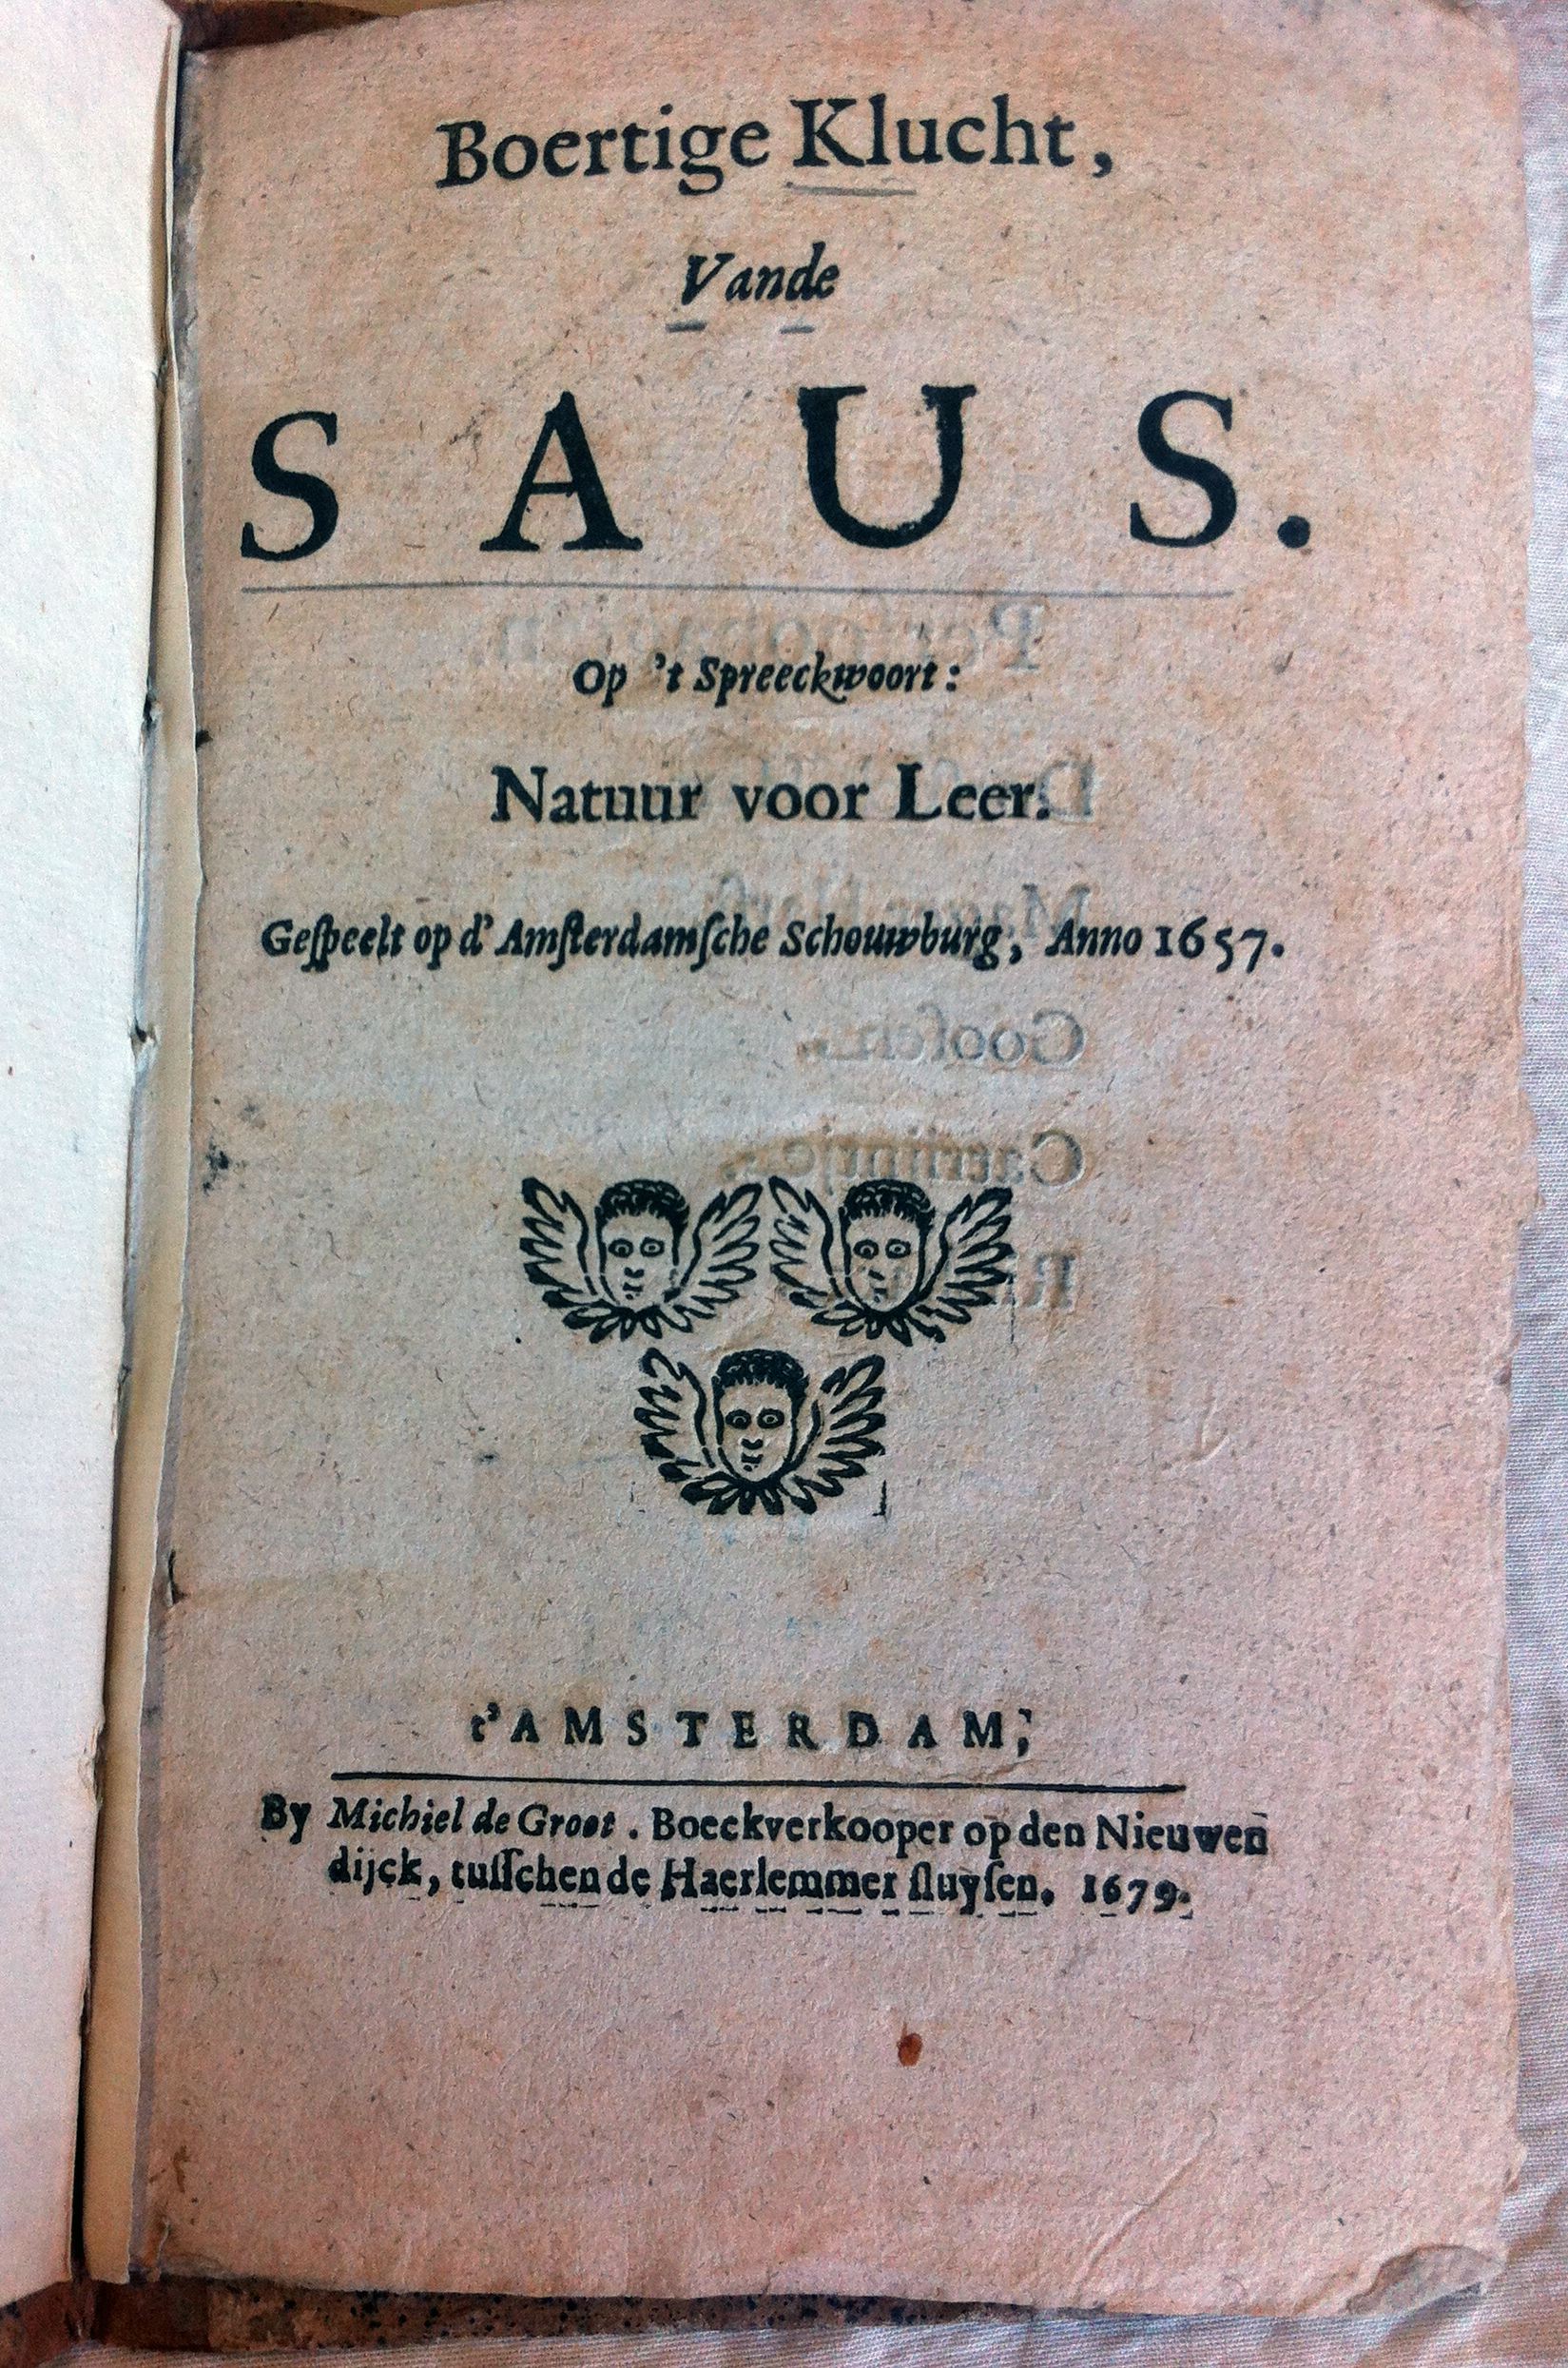 Boertige Klucht,
Vande
SAUS.
Op 't Spreeckwoort:
Natuur voor Leer.
Geſpeelt op d' Amſterdamſche Schouwburg, Anno 1657.
t'AMSTERDAM,
By Michiel de Groot. Boeckverkooper op den Nieuwen
dijck, tuſſchen de Haerlemmer ſluyſen. 1679.